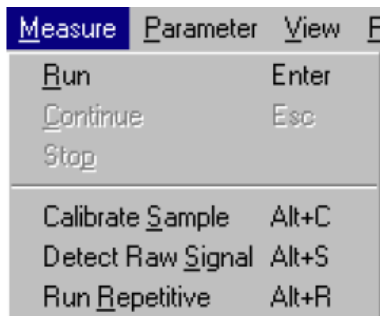 Measure Parameter View
Run Enter
Continue Esc
Stop
Calibrate Sample Alt+C
Detect Raw Signal Alt+S
Run Repetitive Alt+R